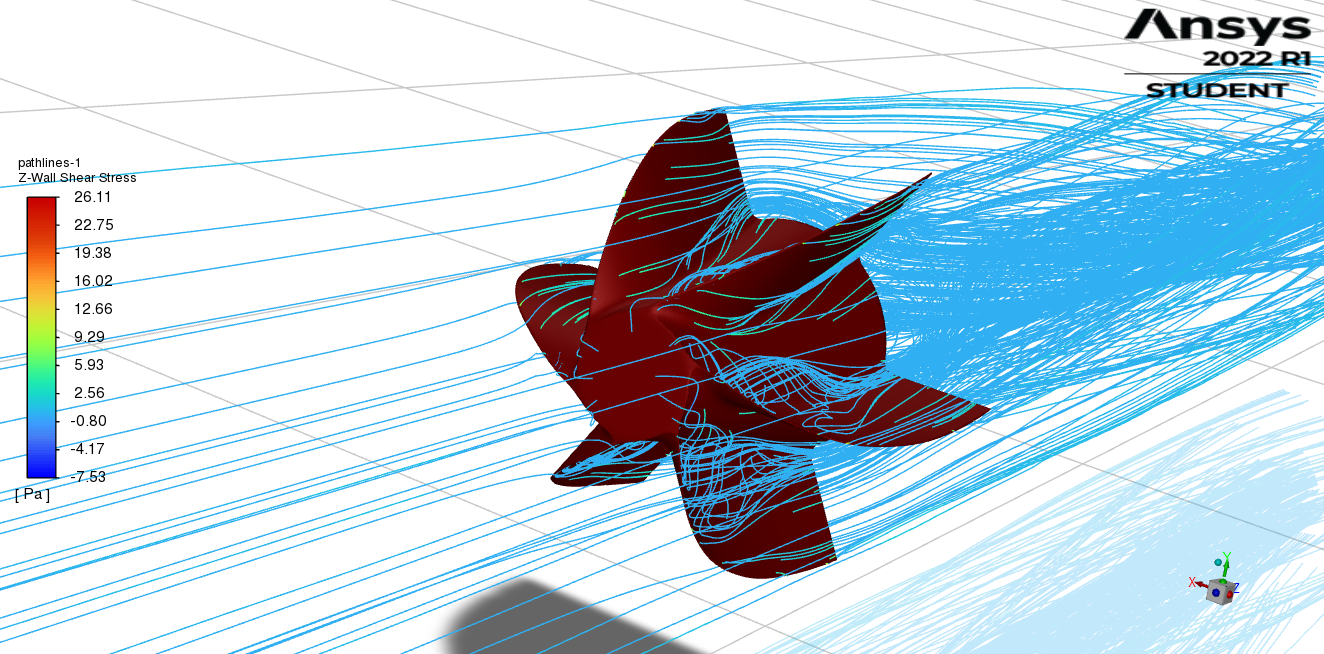 Ansys
2022 R1
STUDENT
pathlines-1
Z-Wall Shear Stress
26.11
22.75
19.38
16.02
12.66
9.29
5.93
2.56
-0.80
-4.17
-7.53
[ Pa ]
Y
X
Z